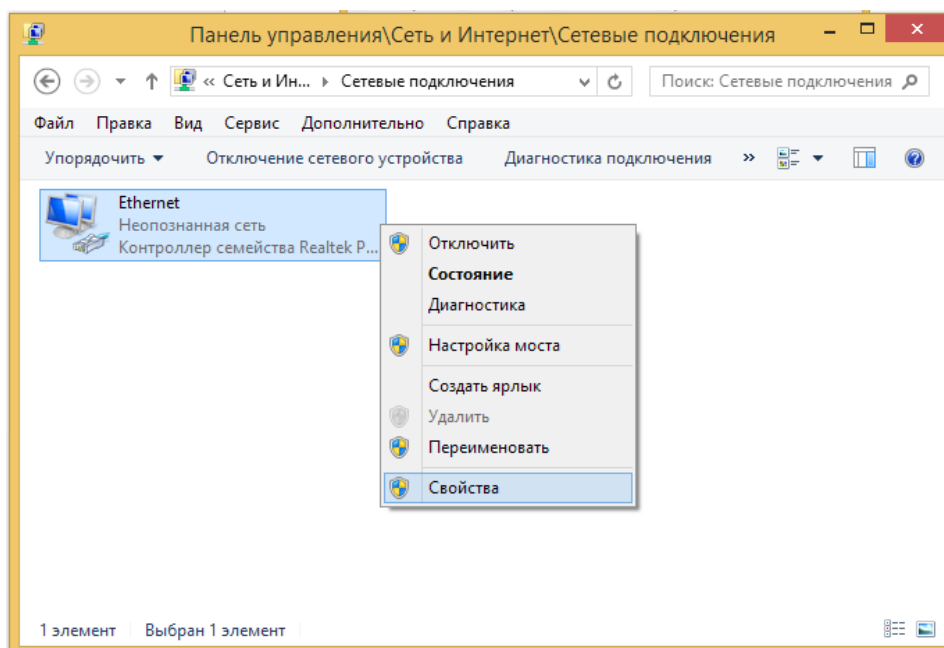 Панель управления\Сеть и Интернет\Сетевые подключения
« Сеть и Ин... Сетевые подключения
Поиск: Сетевые подключения
Файл Правка Вид Сервис Дополнительно Справка
Упорядочить Отключение сетевого устройства Диагностика подключения »
Ethernet
Неопознанная сеть
Контроллер семейства Realtek P...
Отключить
Состояние
Диагностика
Настройка моста
Создать ярлык
Удалить
Переименовать
Свойства
1 элемент Выбран 1 элемент